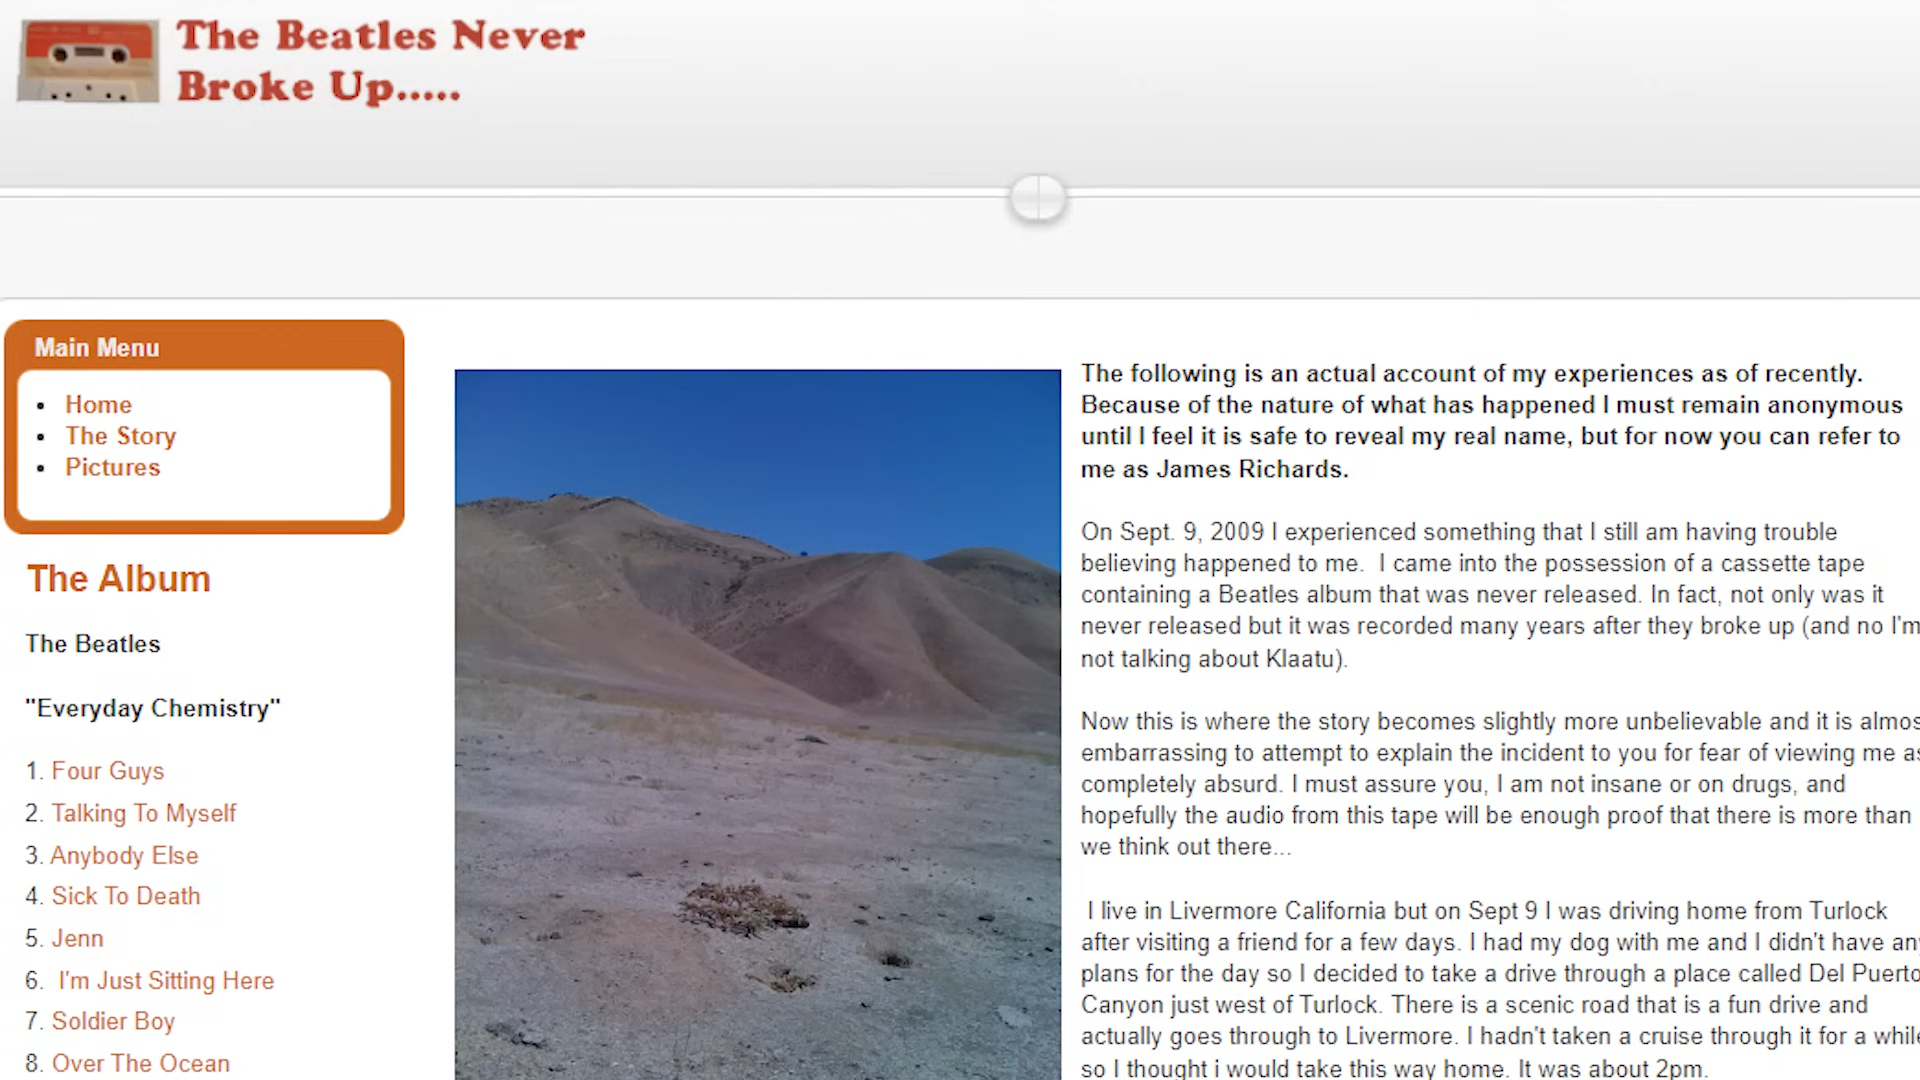 The Beatles Never
Broke Up.....
Main Menu
Home
The Story
Pictures
The Album
The Beatles
"Everyday Chemistry"
1. Four Guys
2. Talking To Myself
3. Anybody Else
4. Sick To Death
5. Jenn
6. I'm Just Sitting Here
7. Soldier Boy
8. Over The Ocean
The following is an actual account of my experiences as of recently.
Because of the nature of what has happened I must remain anonymous
until I feel it is safe to reveal my real name, but for now you can refer to
me as James Richards.
On Sept. 9, 2009 I experienced something that I still am having trouble
believing happened to me. I came into the possession of a cassette tape
containing a Beatles album that was never released. In fact, not only was it
never released but it was recorded many years after they broke up (and no I'm
not talking about Klaatu).
Now this is where the story becomes slightly more unbelievable and it is almos
embarrassing to attempt to explain the incident to you for fear of viewing me as
completely absurd. I must assure you, I am not insane or on drugs, and
hopefully the audio from this tape will be enough proof that there is more than
we think out there...
I live in Livermore California but on Sept 9 I was driving home from Turlock
after visiting a friend for a few days. I had my dog with me and I didn't have any
plans for the day so I decided to take a drive through a place called Del Puerto
Canyon just west of Turlock. There is a scenic road that is a fun drive and
actually goes through to Livermore. I hadn't taken a cruise through it for a while
so I thought i would take this way home. It was about 2pm.